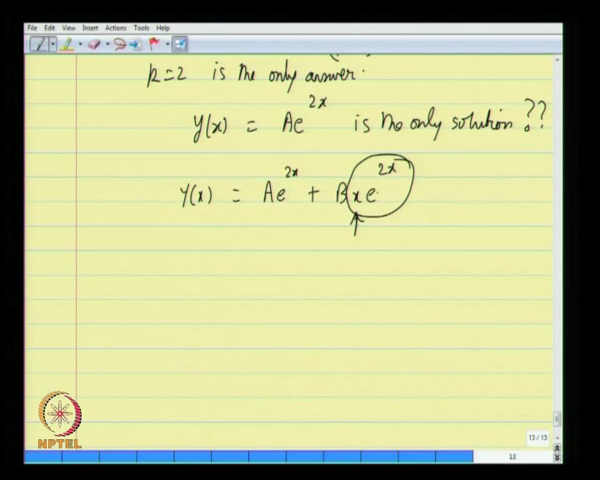 File Edit View Insert Actions Tools Help
k=2 is the only answer.
y(x) = Ae^{2x} is the only solution??
y(x) = Ae^{2x} + Bxe^{2x}
NPTEL
13/13
13